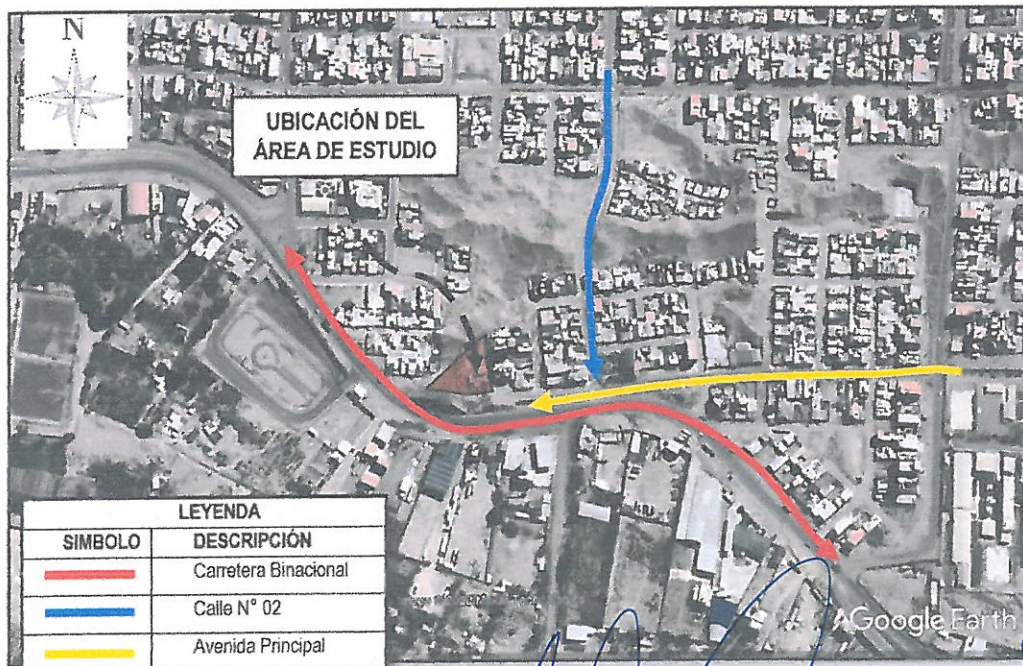 N
UBICACIÓN DEL
ÁREA DE ESTUDIO
LEYENDA
SIMBOLO DESCRIPCIÓN
Carretera Binacional
Calle N° 02
Avenida Principal
Google Earth